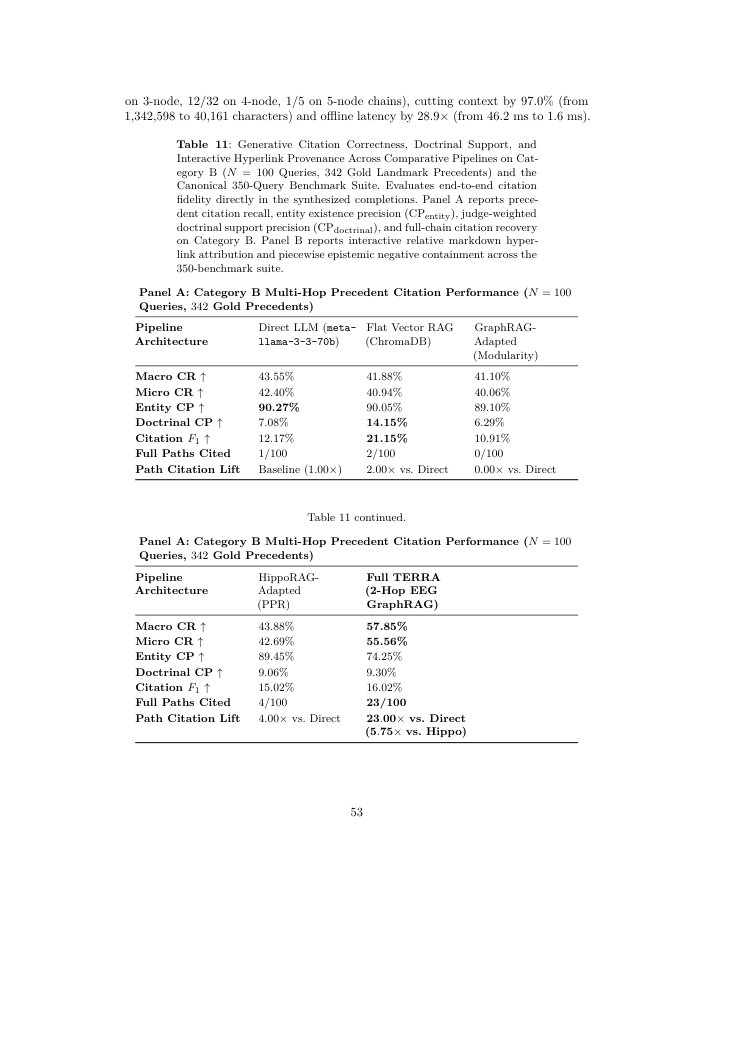 on 3-node, 12/32 on 4-node, 1/5 on 5-node chains), cutting context by 97.0% (from
1,342,598 to 40,161 characters) and offline latency by 28.9× (from 46.2 ms to 1.6 ms).
Table 11: Generative Citation Correctness, Doctrinal Support, and
Interactive Hyperlink Provenance Across Comparative Pipelines on Cat-
egory B (N = 100 Queries, 342 Gold Landmark Precedents) and the
Canonical 350-Query Benchmark Suite. Evaluates end-to-end citation
fidelity directly in the synthesized completions. Panel A reports prece-
dent citation recall, entity existence precision (CP_entity), judge-weighted
doctrinal support precision (CP_doctrinal), and full-chain citation recovery
on Category B. Panel B reports interactive relative markdown hyper-
link attribution and piecewise epistemic negative containment across the
350-benchmark suite.
Panel A: Category B Multi-Hop Precedent Citation Performance (N = 100
Queries, 342 Gold Precedents)
Pipeline Direct LLM (meta- Flat Vector RAG GraphRAG-
Architecture llama-3-3-70b) (ChromaDB) Adapted
(Modularity)
Macro CR ↑ 43.55% 41.88% 41.10%
Micro CR ↑ 42.40% 40.94% 40.06%
Entity CP ↑ 90.27% 90.05% 89.10%
Doctrinal CP ↑ 7.08% 14.15% 6.29%
Citation F1 ↑ 12.17% 21.15% 10.91%
Full Paths Cited 1/100 2/100 0/100
Path Citation Lift Baseline (1.00×) 2.00× vs. Direct 0.00× vs. Direct
Table 11 continued.
Panel A: Category B Multi-Hop Precedent Citation Performance (N = 100
Queries, 342 Gold Precedents)
Pipeline HippoRAG- Full TERRA
Architecture Adapted (2-Hop EEG
(PPR) GraphRAG)
Macro CR ↑ 43.88% 57.85%
Micro CR ↑ 42.69% 55.56%
Entity CP ↑ 89.45% 74.25%
Doctrinal CP ↑ 9.06% 9.30%
Citation F1 ↑ 15.02% 16.02%
Full Paths Cited 4/100 23/100
Path Citation Lift 4.00× vs. Direct 23.00× vs. Direct
(5.75× vs. Hippo)
53